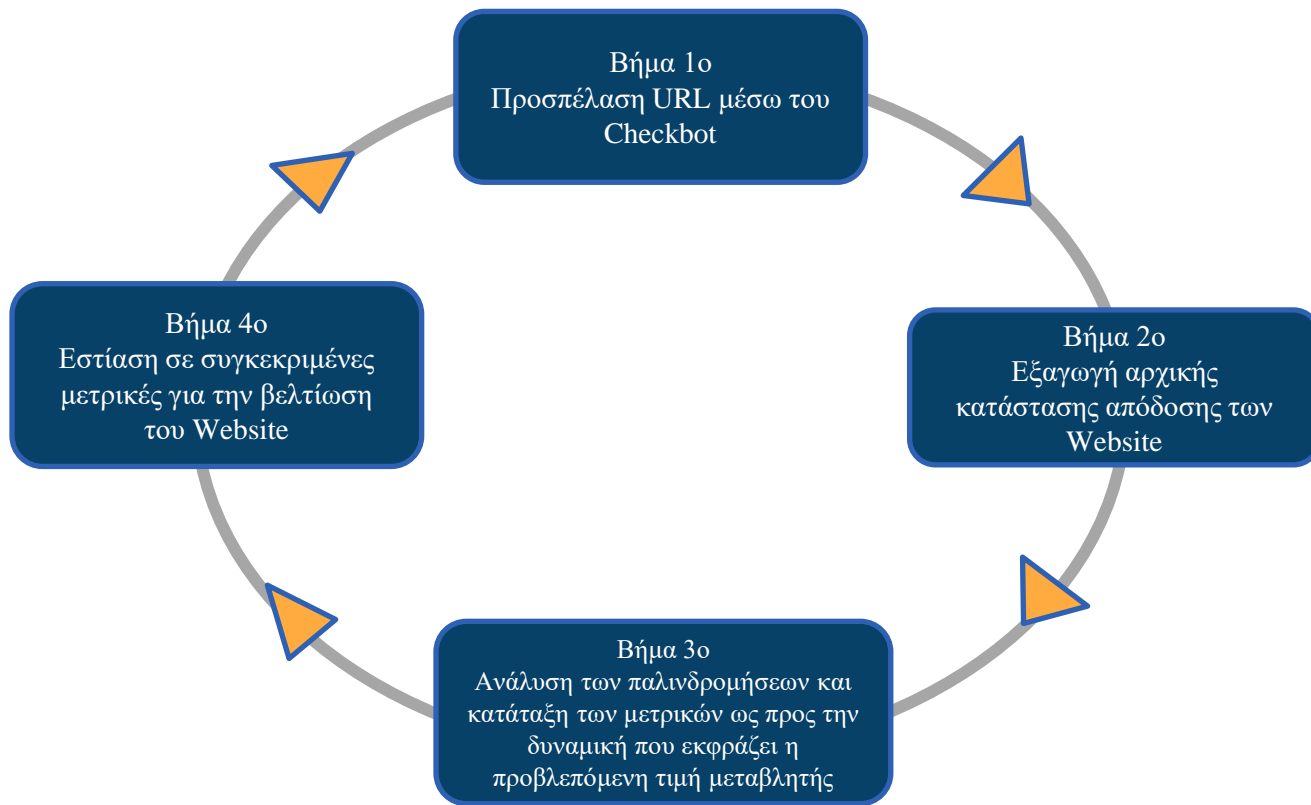 Βήμα 1ο
Προσπέλαση URL μέσω του
Checkbot
Βήμα 2ο
Εξαγωγή αρχικής
κατάστασης απόδοσης των
Website
Βήμα 3ο
Ανάλυση των παλινδρομήσεων και
κατάταξη των μετρικών ως προς την
δυναμική που εκφράζει η
προβλεπόμενη τιμή μεταβλητής
Βήμα 4ο
Εστίαση σε συγκεκριμένες
μετρικές για την βελτίωση
του Website